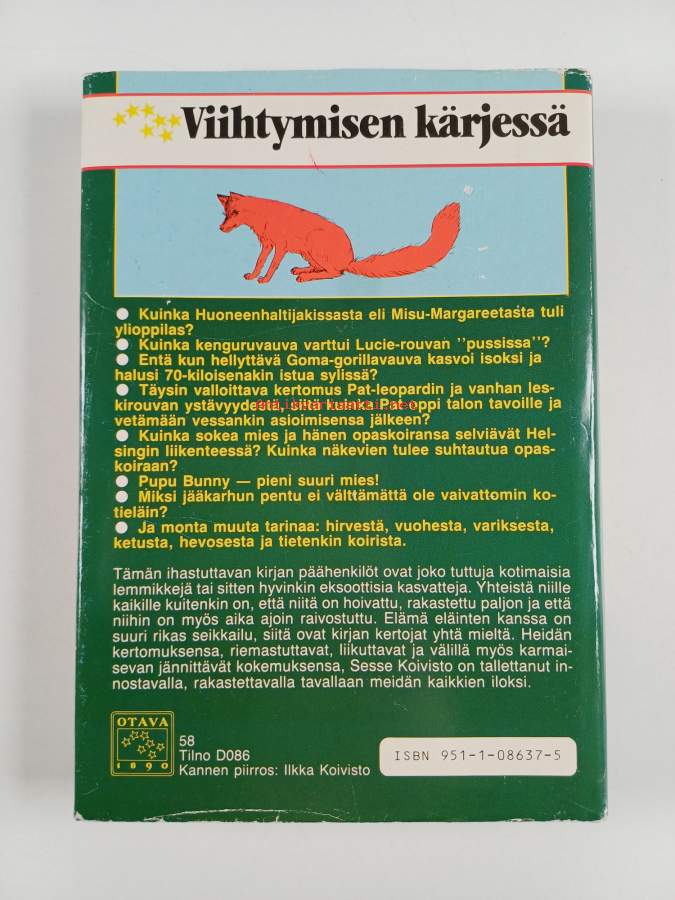 Viihtymisen kärjessä
Kuinka Huoneenhaltijakissasta eli Misu-Margareetasta tuli
ylioppilas?
Kuinka kenguruvauva varttui Lucie-rouvan "pussissa"?
Entä kun hellyttävä Goma-gorillavauva kasvoi isoksi ja
halusi 70-kiloisenakin istua sylissä?
Täysin valloittava kertomus Pat-leopardin ja vanhan les-
kirouvan ystävyydestä, Pat oppi talon tavoille ja
vetämään vessankin asioimisensa jälkeen?
Kuinka sokea mies ja hänen opaskoiransa selviävät Hel-
singin liikenteessä? Kuinka näkevien tulee suhtautua opas-
koiraan?
Pupu Bunny — pieni suuri mies!
Miksi jääkarhun pentu ei välttämättä ole vaivattomin ko-
tieläin?
Ja monta muuta tarinaa: hirvestä, vuohesta, variksesta,
ketusta, hevosesta ja tietenkin koirista.
Tämän ihastuttavan kirjan päähenkilöt ovat joko tuttuja kotimaisia
lemmikkejä tai sitten hyvinkin eksoottisia kasvatteja. Yhteistä niille
kaikille kuitenkin on, että niitä on hoivattu, rakastettu paljon ja että
niihin on myös aika ajoin raivostuttu. Elämä eläinten kanssa on
suuri rikas seikkailu, siitä ovat kirjan kertojat yhtä mieltä. Heidän
kertomuksensa, riemastuttavat, liikuttavat ja välillä myös karmai-
sevan jännittävät kokemuksensa, Sesse Koivisto on tallettanut in-
nostavalla, rakastettavalla tavallaan meidän kaikkien iloksi.
OTAVA
1890
58
Tilno D086
Kannen piirros: Ilkka Koivisto
ISBN 951-1-08637-5